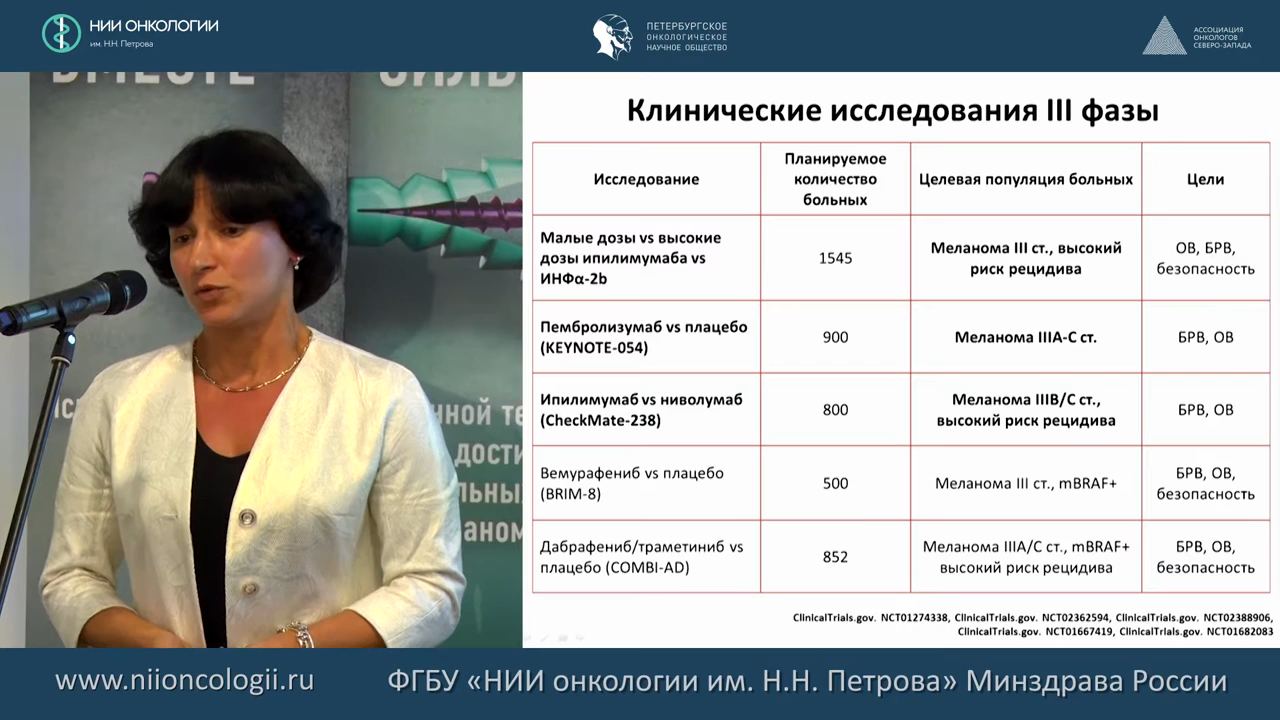 НИИ ОНКОЛОГИИ
им. Н.Н. Петрова
ПЕТЕРБУРГСКОЕ
ОНКОЛОГИЧЕСКОЕ
НАУЧНОЕ ОБЩЕСТВО
АССОЦИАЦИЯ
ОНКОЛОГОВ
СЕВЕРО-ЗАПАДА
ВМЕСТЕ
Клинические исследования III фазы
Исследование
Планируемое
количество
больных
Целевая популяция больных
Цели
Малые дозы vs высокие
дозы ипилимумаба vs
ИНФα-2b
1545
Меланома III ст., высокий
риск рецидива
ОВ, БРВ,
безопасность
Пембролизумаб vs плацебо
(KEYNOTE-054)
900
Меланома IIIA-C ст.
БРВ, ОВ
Ипилимумаб vs ниволумаб
(CheckMate-238)
800
Меланома IIIB/C ст.,
высокий риск рецидива
БРВ, ОВ
Вемурафениб vs плацебо
(BRIM-8)
500
Меланома III ст., mBRAF+
БРВ, ОВ,
безопасность
Дабрафениб/траметиниб vs
плацебо (COMBI-AD)
852
Меланома IIIA/C ст., mBRAF+
высокий риск рецидива
БРВ, ОВ,
безопасность
ClinicalTrials.gov. NCT01274338, ClinicalTrials.gov. NCT02362594, ClinicalTrials.gov. NCT02388906,
ClinicalTrials.gov. NCT01667419, ClinicalTrials.gov. NCT01682083
www.niioncologii.ru
ФГБУ «НИИ онкологии им. Н.Н. Петрова» Минздрава России